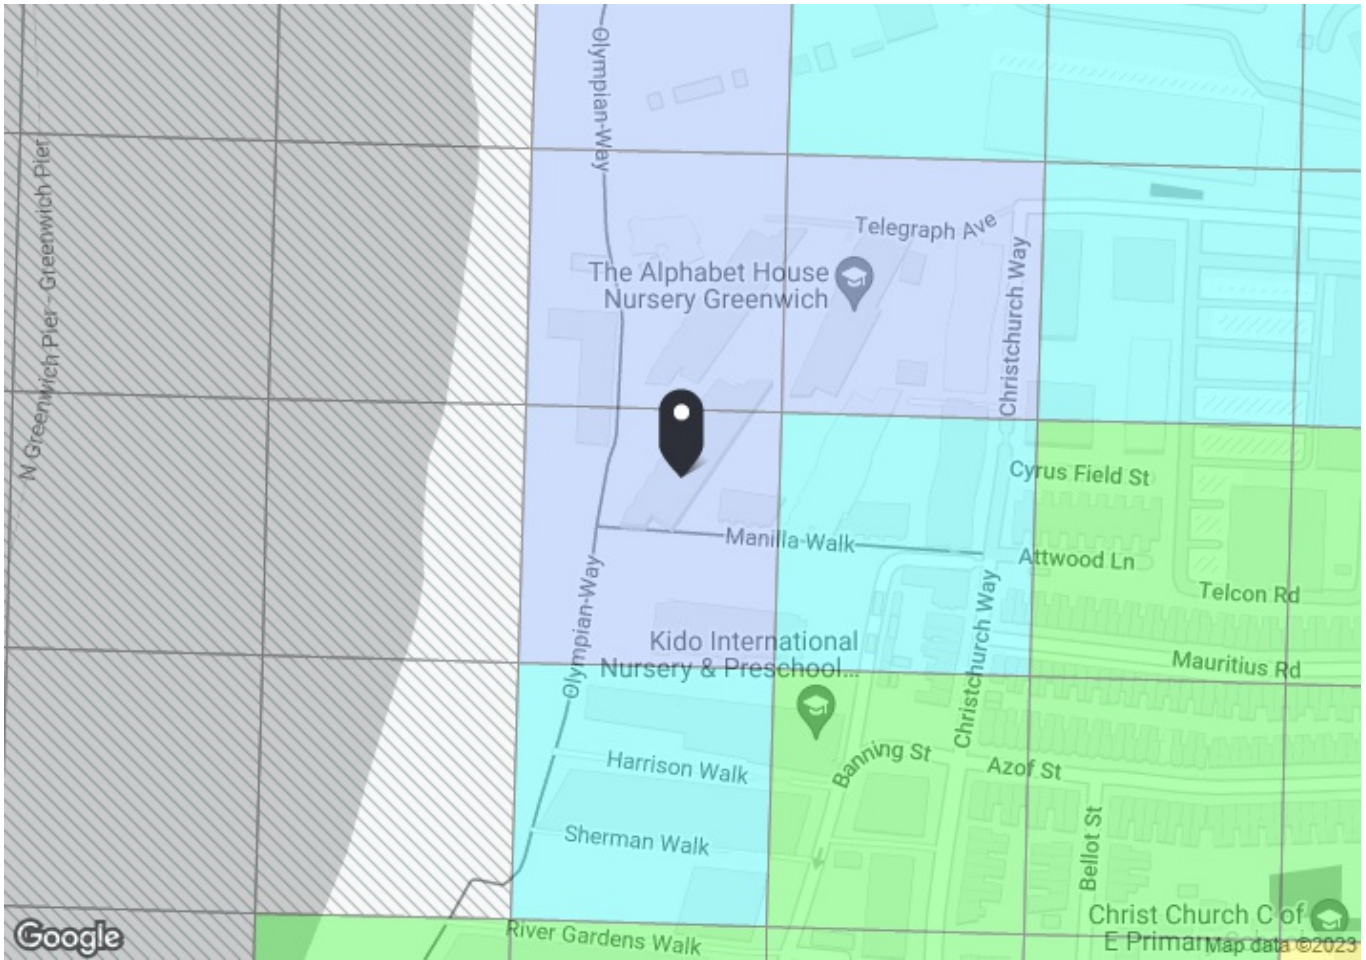 Olympian-Way
N Greenwich Pier - Greenwich Pier
Telegraph Ave
The Alphabet House
Nursery Greenwich
Christchurch Way
Cyrus Field St
Manilla-Walk
Attwood Ln
Telcon Rd
Olympian-Way
Kido International
Nursery & Preschool...
Mauritius Rd
Christchurch Way
Harrison Walk
Banning St
Azof St
Sherman Walk
Bellot St
Christ Church C of
E Primary
River Gardens Walk
Google
Map data ©2023